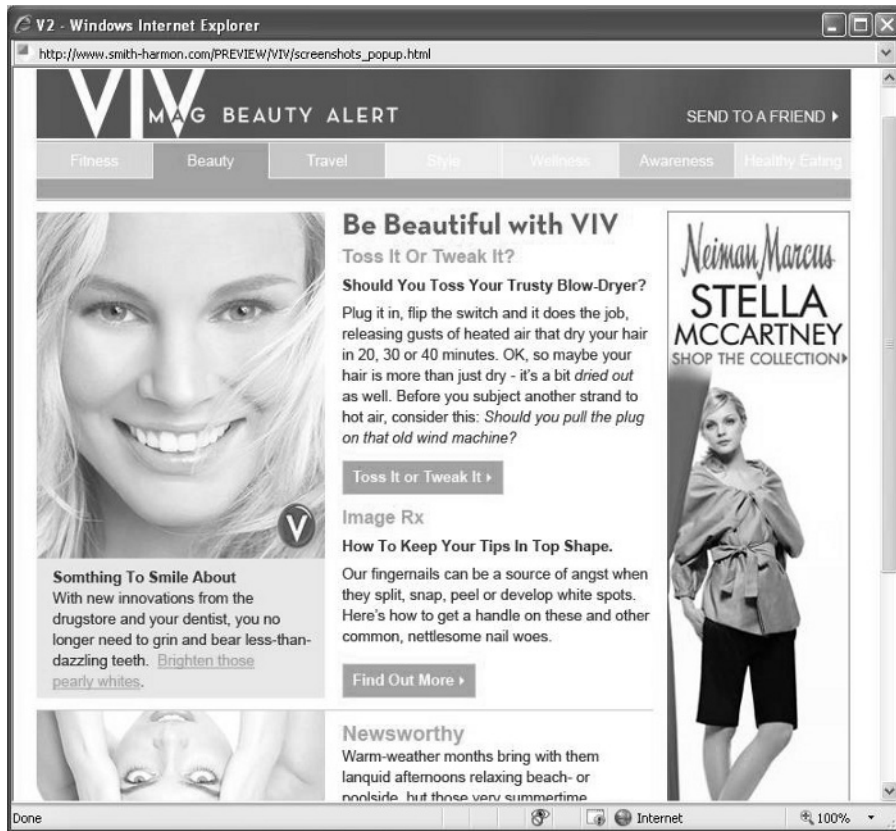 V2 - Windows Internet Explorer
http://www.smith-harmon.com/PREVIEW/VIV/screenshots_popup.html
VIV
MAG BEAUTY ALERT
SEND TO A FRIEND
Fitness Beauty Travel Style Wellness Awareness Healthy Eating
Be Beautiful with VIV
Toss It Or Tweak It?
Should You Toss Your Trusty Blow-Dryer?
Plug it in, flip the switch and it does the job,
releasing gusts of heated air that dry your hair
in 20, 30 or 40 minutes. OK, so maybe your
hair is more than just dry - it's a bit dried out
as well. Before you subject another strand to
hot air, consider this: Should you pull the plug
on that old wind machine?
Toss It or Tweak It
Image Rx
How To Keep Your Tips In Top Shape.
Our fingernails can be a source of angst when
they split, snap, peel or develop white spots.
Here's how to get a handle on these and other
common, nettlesome nail woes.
Find Out More
V
Somthing To Smile About
With new innovations from the
drugstore and your dentist, you no
longer need to grin and bear less-than-
dazzling teeth. Brighten those
pearly whites.
Newsworthy
Warm-weather months bring with them
lanquid afternoons relaxing beach- or
poolside, but those very summertime
Neiman Marcus
STELLA
MCCARTNEY
SHOP THE COLLECTION
Done
Internet
100%